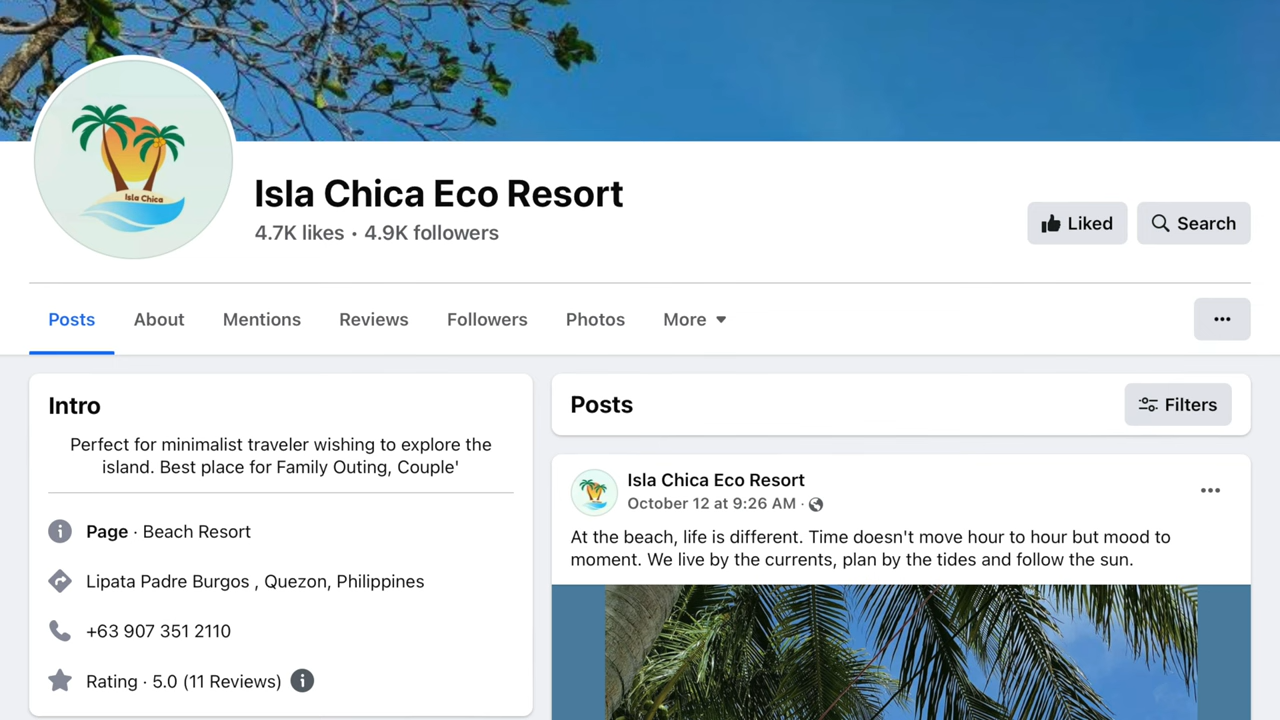 Isla Chica
Isla Chica Eco Resort
4.7K likes • 4.9K followers
Liked
Search
Posts
About
Mentions
Reviews
Followers
Photos
More
Intro
Perfect for minimalist traveler wishing to explore the
island. Best place for Family Outing, Couple'
Page · Beach Resort
Lipata Padre Burgos , Quezon, Philippines
+63 907 351 2110
Rating · 5.0 (11 Reviews)
Posts
Filters
Isla Chica Eco Resort
October 12 at 9:26 AM ·
At the beach, life is different. Time doesn't move hour to hour but mood to
moment. We live by the currents, plan by the tides and follow the sun.